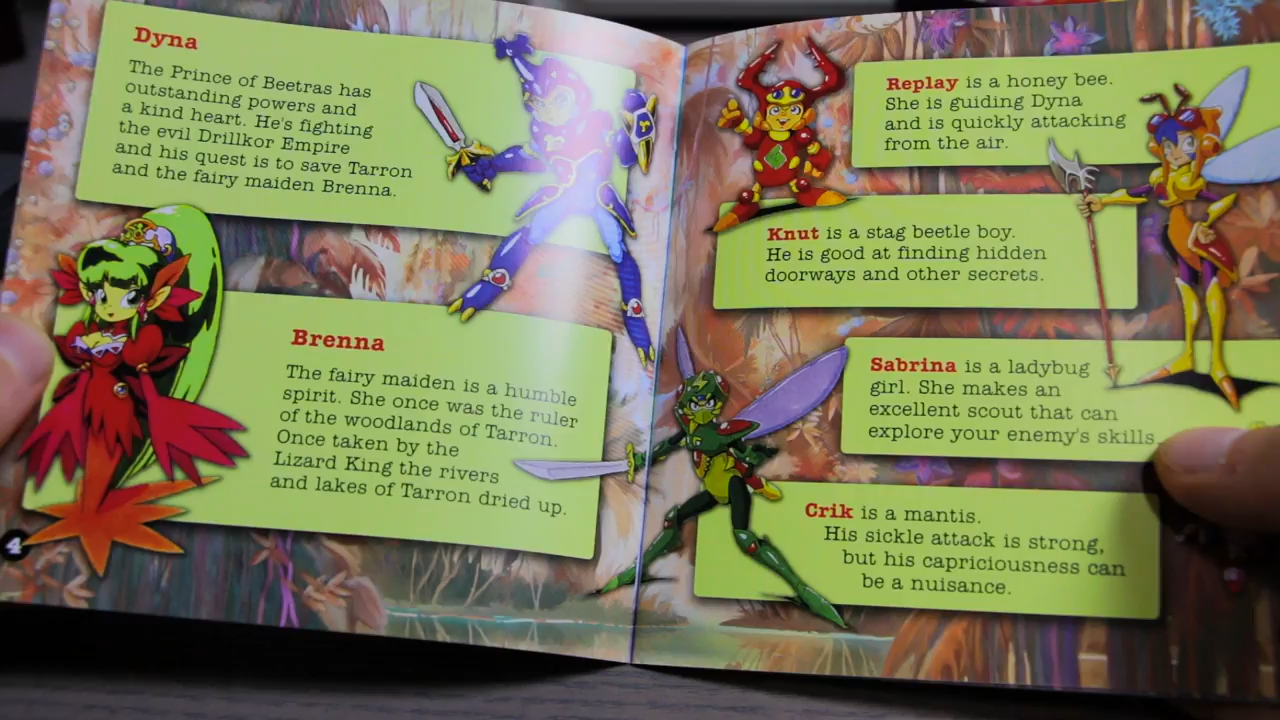 Dyna
The Prince of Beetras has
outstanding powers and
a kind heart. He's fighting
the evil Drillkor Empire
and his quest is to save Tarron
and the fairy maiden Brenna.
Brenna
The fairy maiden is a humble
spirit. She once was the ruler
of the woodlands of Tarron.
Once taken by the
Lizard King the rivers
and lakes of Tarron dried up.
4
Replay is a honey bee.
She is guiding Dyna
and is quickly attacking
from the air.
Knut is a stag beetle boy.
He is good at finding hidden
doorways and other secrets.
Sabrina is a ladybug
girl. She makes an
excellent scout that can
explore your enemy's skills.
Crik is a mantis.
His sickle attack is strong,
but his capriciousness can
be a nuisance.